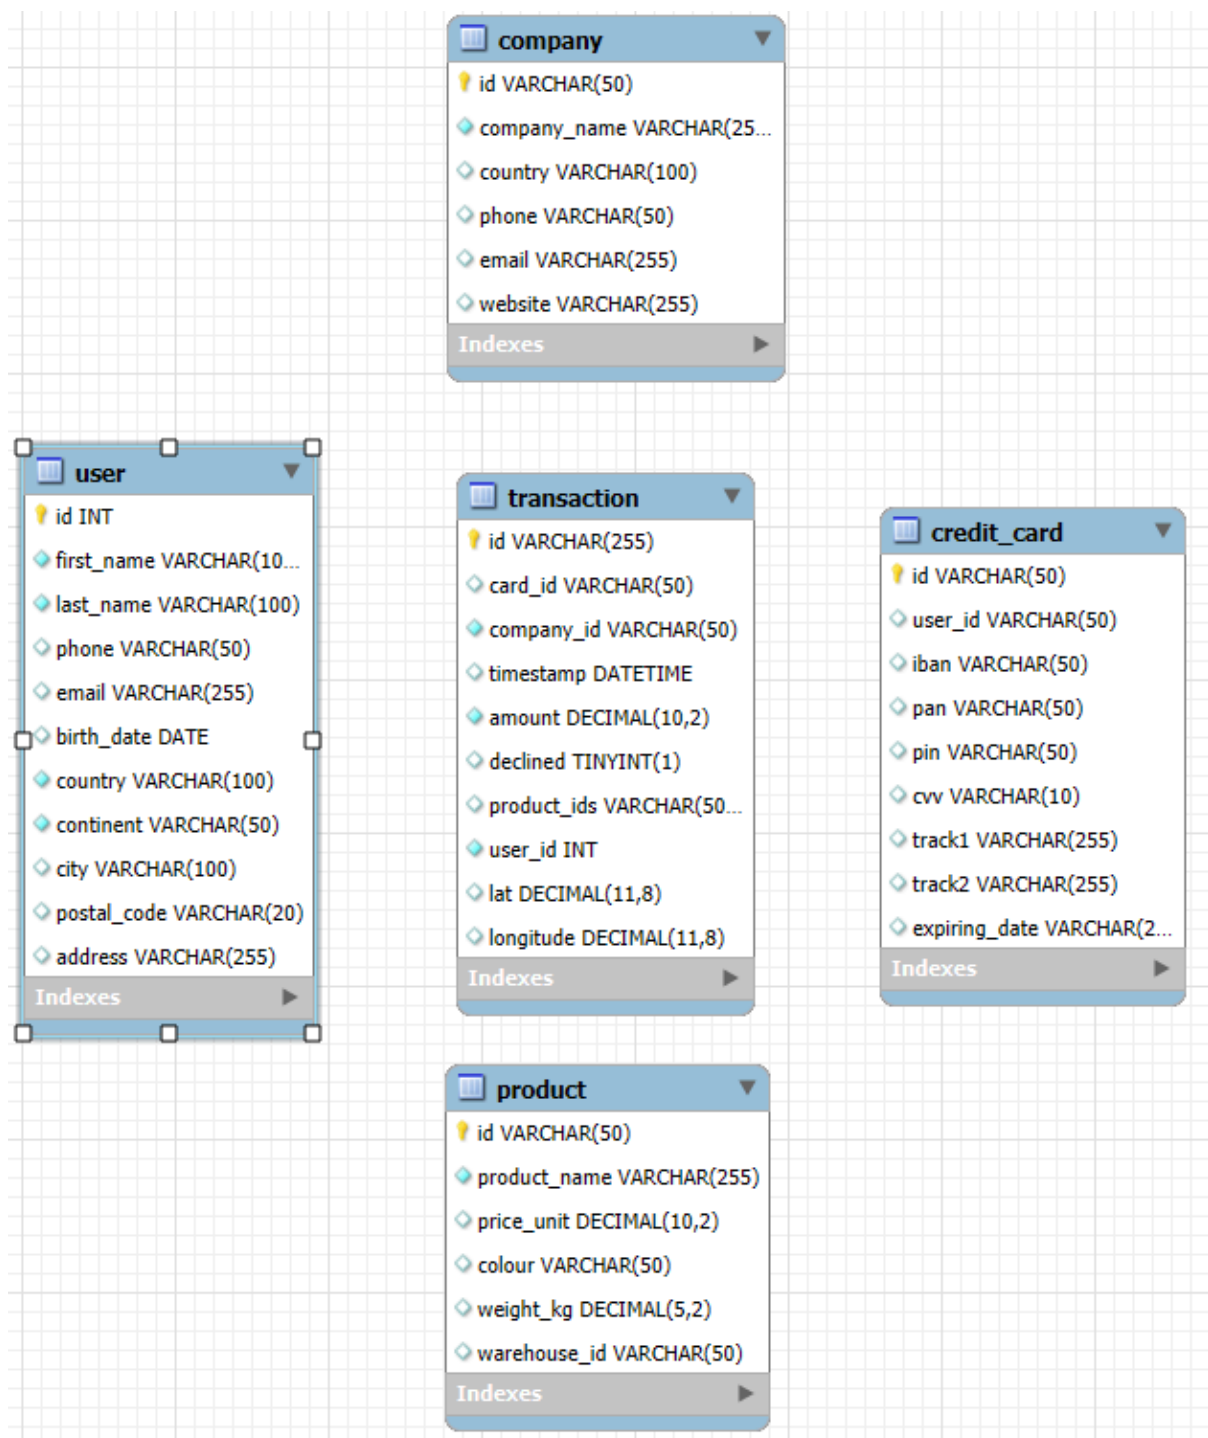 company
id VARCHAR(50)
company_name VARCHAR(25...
country VARCHAR(100)
phone VARCHAR(50)
email VARCHAR(255)
website VARCHAR(255)
Indexes
user
id INT
first_name VARCHAR(10...
last_name VARCHAR(100)
phone VARCHAR(50)
email VARCHAR(255)
birth_date DATE
country VARCHAR(100)
continent VARCHAR(50)
city VARCHAR(100)
postal_code VARCHAR(20)
address VARCHAR(255)
Indexes
transaction
id VARCHAR(255)
card_id VARCHAR(50)
company_id VARCHAR(50)
timestamp DATETIME
amount DECIMAL(10,2)
declined TINYINT(1)
product_ids VARCHAR(50...
user_id INT
lat DECIMAL(11,8)
longitude DECIMAL(11,8)
Indexes
credit_card
id VARCHAR(50)
user_id VARCHAR(50)
iban VARCHAR(50)
pan VARCHAR(50)
pin VARCHAR(50)
cvv VARCHAR(10)
track1 VARCHAR(255)
track2 VARCHAR(255)
expiring_date VARCHAR(2...
Indexes
product
id VARCHAR(50)
product_name VARCHAR(255)
price_unit DECIMAL(10,2)
colour VARCHAR(50)
weight_kg DECIMAL(5,2)
warehouse_id VARCHAR(50)
Indexes